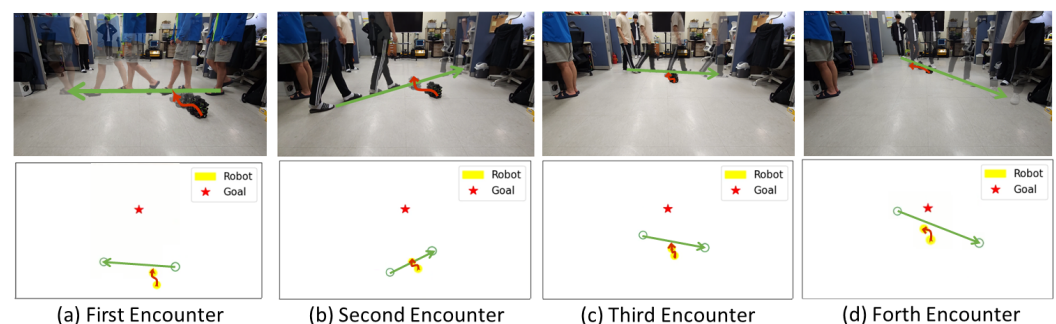 Robot
Goal
Robot
Goal
Robot
Goal
Robot
Goal
(a) First Encounter
(b) Second Encounter
(c) Third Encounter
(d) Forth Encounter